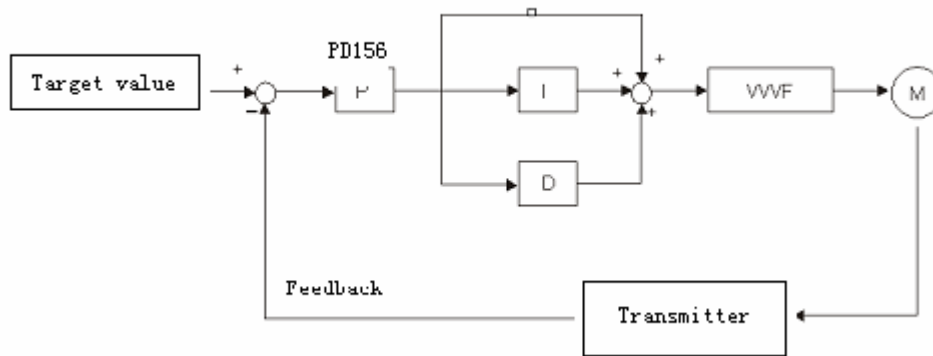 PD156
Target value
P
I
D
VVVF
M
Feedback
Transmitter
+
−
+
+
+